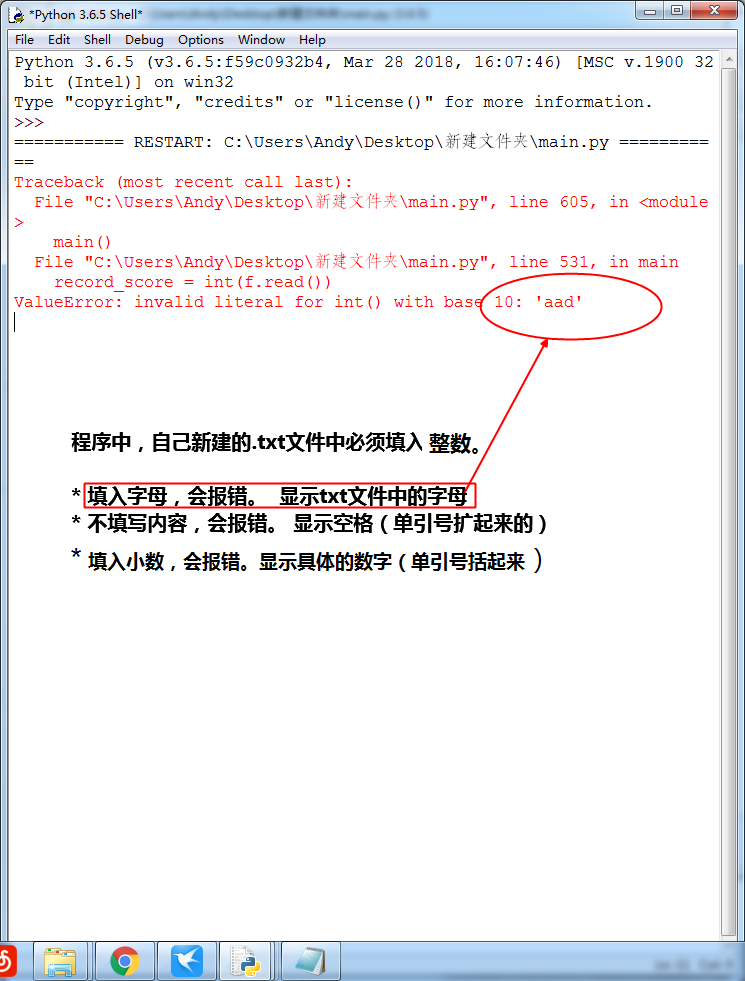 *Python 3.6.5 Shell*
File Edit Shell Debug Options Window Help
Python 3.6.5 (v3.6.5:f59c0932b4, Mar 28 2018, 16:07:46) [MSC v.1900 32
bit (Intel)] on win32
Type "copyright", "credits" or "license()" for more information.
>>>
=========== RESTART: C:\Users\Andy\Desktop\新建文件夹\main.py =========
==
Traceback (most recent call last):
File "C:\Users\Andy\Desktop\新建文件夹\main.py", line 605, in <module
>
main()
File "C:\Users\Andy\Desktop\新建文件夹\main.py", line 531, in main
record_score = int(f.read())
ValueError: invalid literal for int() with base 10: 'aad'
程序中，自己新建的.txt文件中必须填入 整数。
* 填入字母，会报错。 显示txt文件中的字母
* 不填写内容，会报错。 显示空格（单引号扩起来的）
* 填入小数，会报错。显示具体的数字（单引号括起来 ）